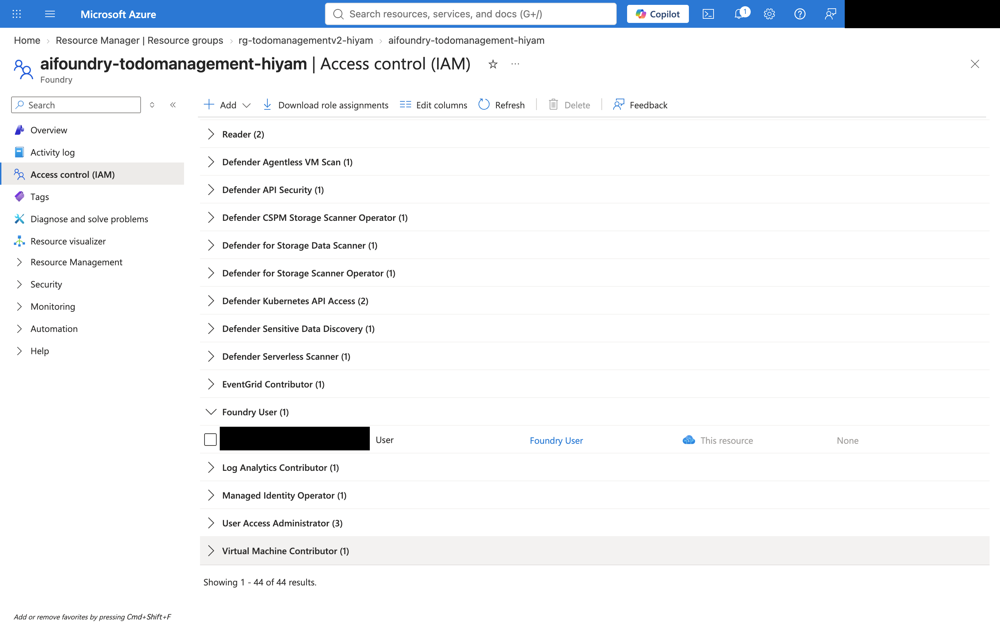 Microsoft Azure
Search resources, services, and docs (G+/)
Copilot
1
Home > Resource Manager | Resource groups > rg-todomanagementv2-hiyam > aifoundry-todomanagement-hiyam
aifoundry-todomanagement-hiyam | Access control (IAM)
Foundry
Search
Add
Download role assignments
Edit columns
Refresh
Delete
Feedback
Overview
Activity log
Access control (IAM)
Tags
Diagnose and solve problems
Resource visualizer
Resource Management
Security
Monitoring
Automation
Help
Reader (2)
Defender Agentless VM Scan (1)
Defender API Security (1)
Defender CSPM Storage Scanner Operator (1)
Defender for Storage Data Scanner (1)
Defender for Storage Scanner Operator (1)
Defender Kubernetes API Access (2)
Defender Sensitive Data Discovery (1)
Defender Serverless Scanner (1)
EventGrid Contributor (1)
Foundry User (1)
User Foundry User This resource None
Log Analytics Contributor (1)
Managed Identity Operator (1)
User Access Administrator (3)
Virtual Machine Contributor (1)
Showing 1 - 44 of 44 results.
Add or remove favorites by pressing Cmd+Shift+F